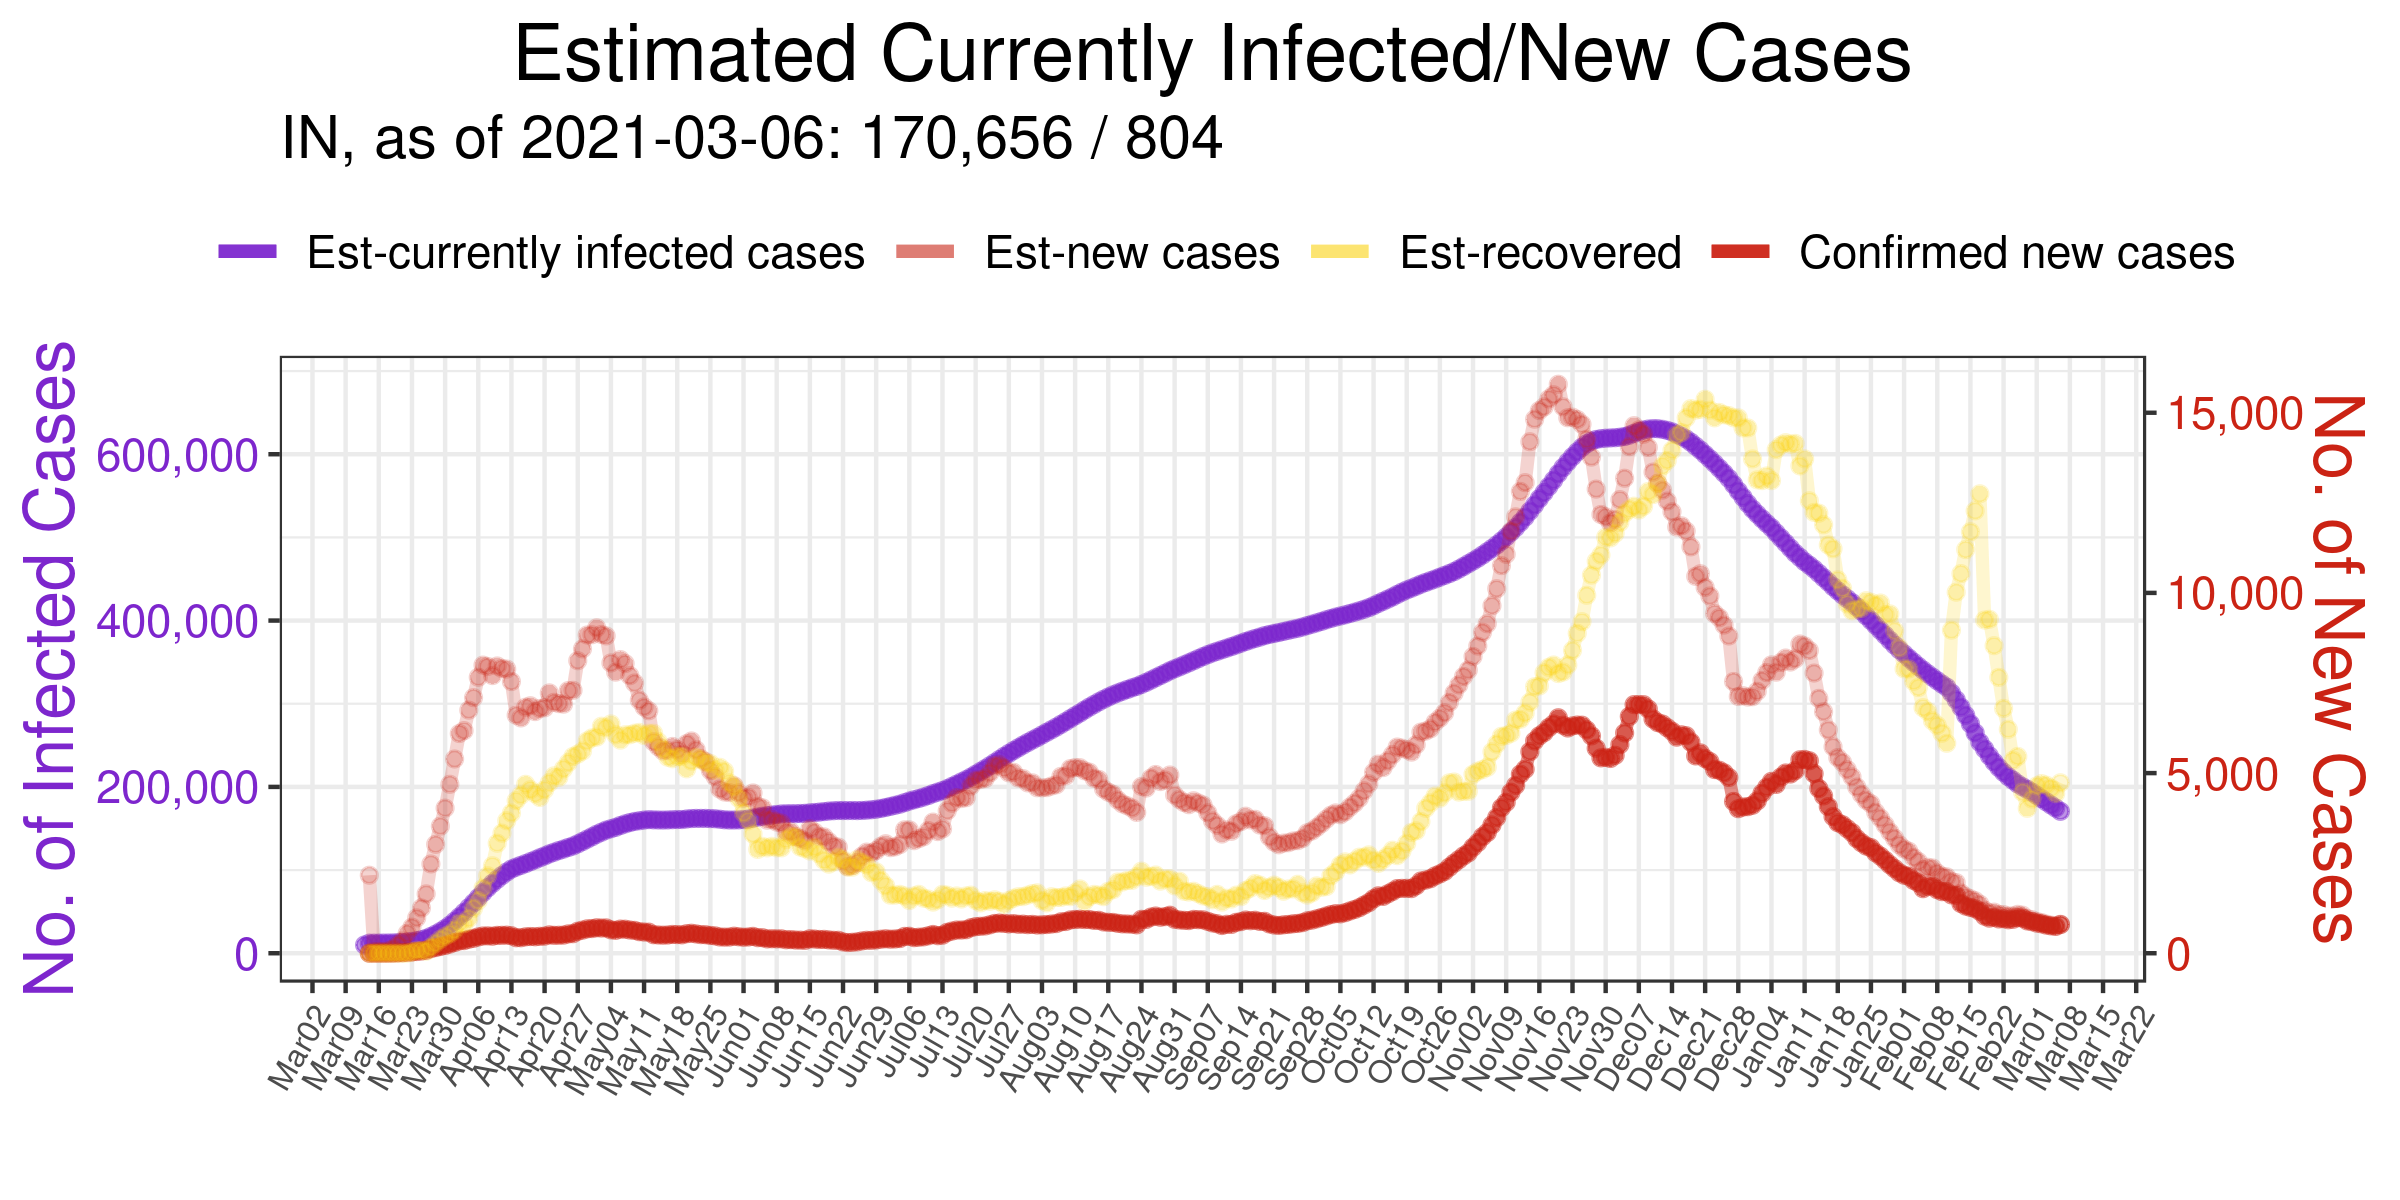 Estimated Currently Infected/New Cases
IN, as of 2021-03-06: 170,656 / 804
Est-currently infected cases
Est-new cases
Est-recovered
Confirmed new cases
No. of Infected Cases
600,000
400,000
200,000
0
15,000
10,000
5,000
0
No. of New Cases
Mar02
Mar09
Mar16
Mar23
Mar30
Apr06
Apr13
Apr20
Apr27
May04
May11
May18
May25
Jun01
Jun08
Jun15
Jun22
Jun29
Jul06
Jul13
Jul20
Jul27
Aug03
Aug10
Aug17
Aug24
Aug31
Sep07
Sep14
Sep21
Sep28
Oct05
Oct12
Oct19
Oct26
Nov02
Nov09
Nov16
Nov23
Nov30
Dec07
Dec14
Dec21
Dec28
Jan04
Jan11
Jan18
Jan25
Feb01
Feb08
Feb15
Feb22
Mar01
Mar08
Mar15
Mar22